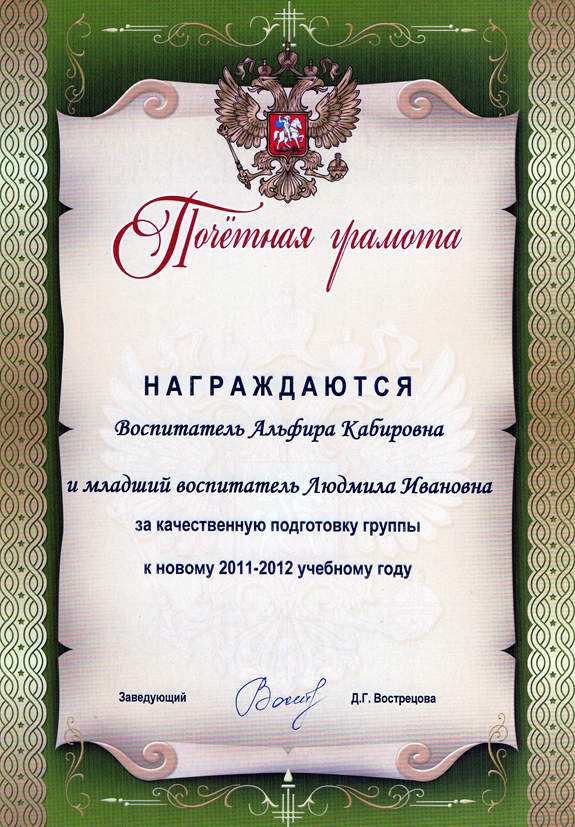 Почётная грамота
НАГРАЖДАЮТСЯ
Воспитатель Альфира Кабировна
и младший воспитатель Людмила Ивановна
за качественную подготовку группы
к новому 2011-2012 учебному году
Заведующий Вост Д.Г. Вострецова